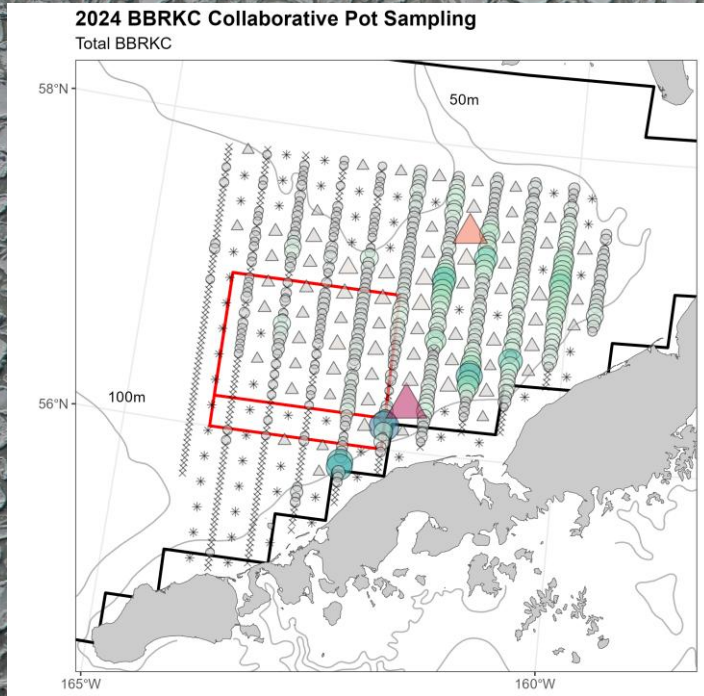 2024 BBRKC Collaborative Pot Sampling
Total BBRKC
58°N
50m
56°N
100m
165°W
160°W